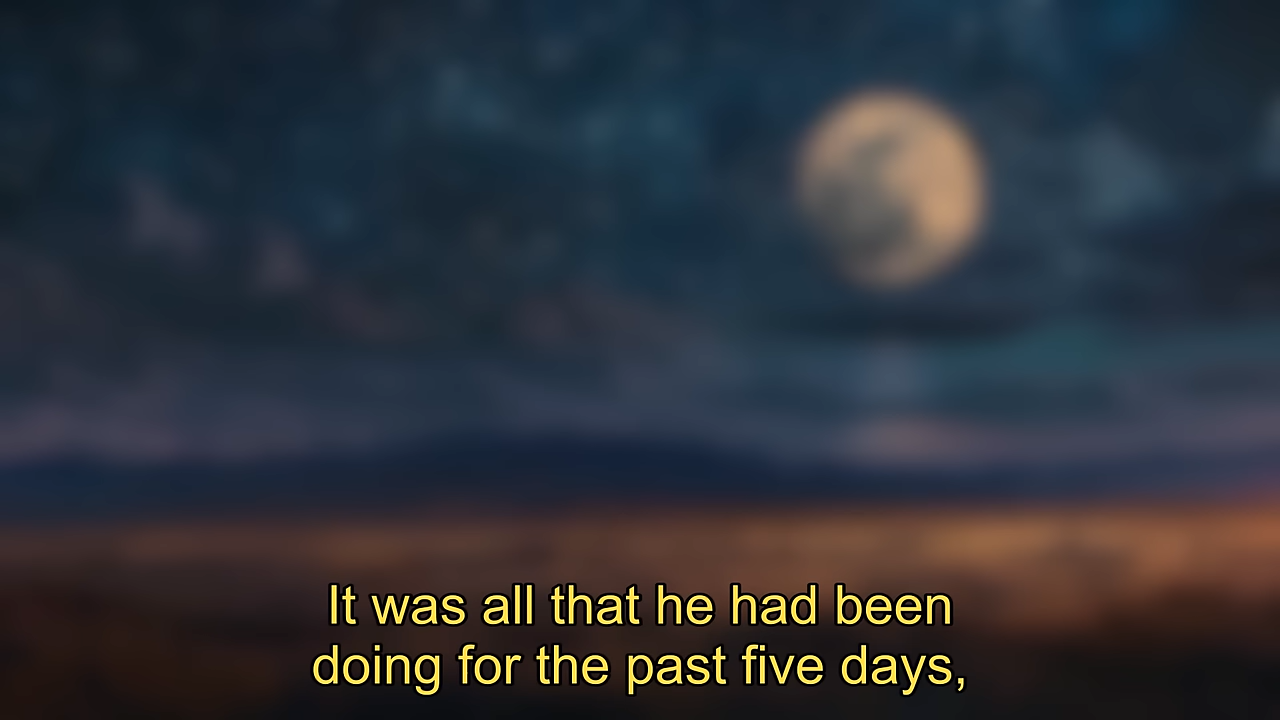 It was all that he had been
doing for the past five days,